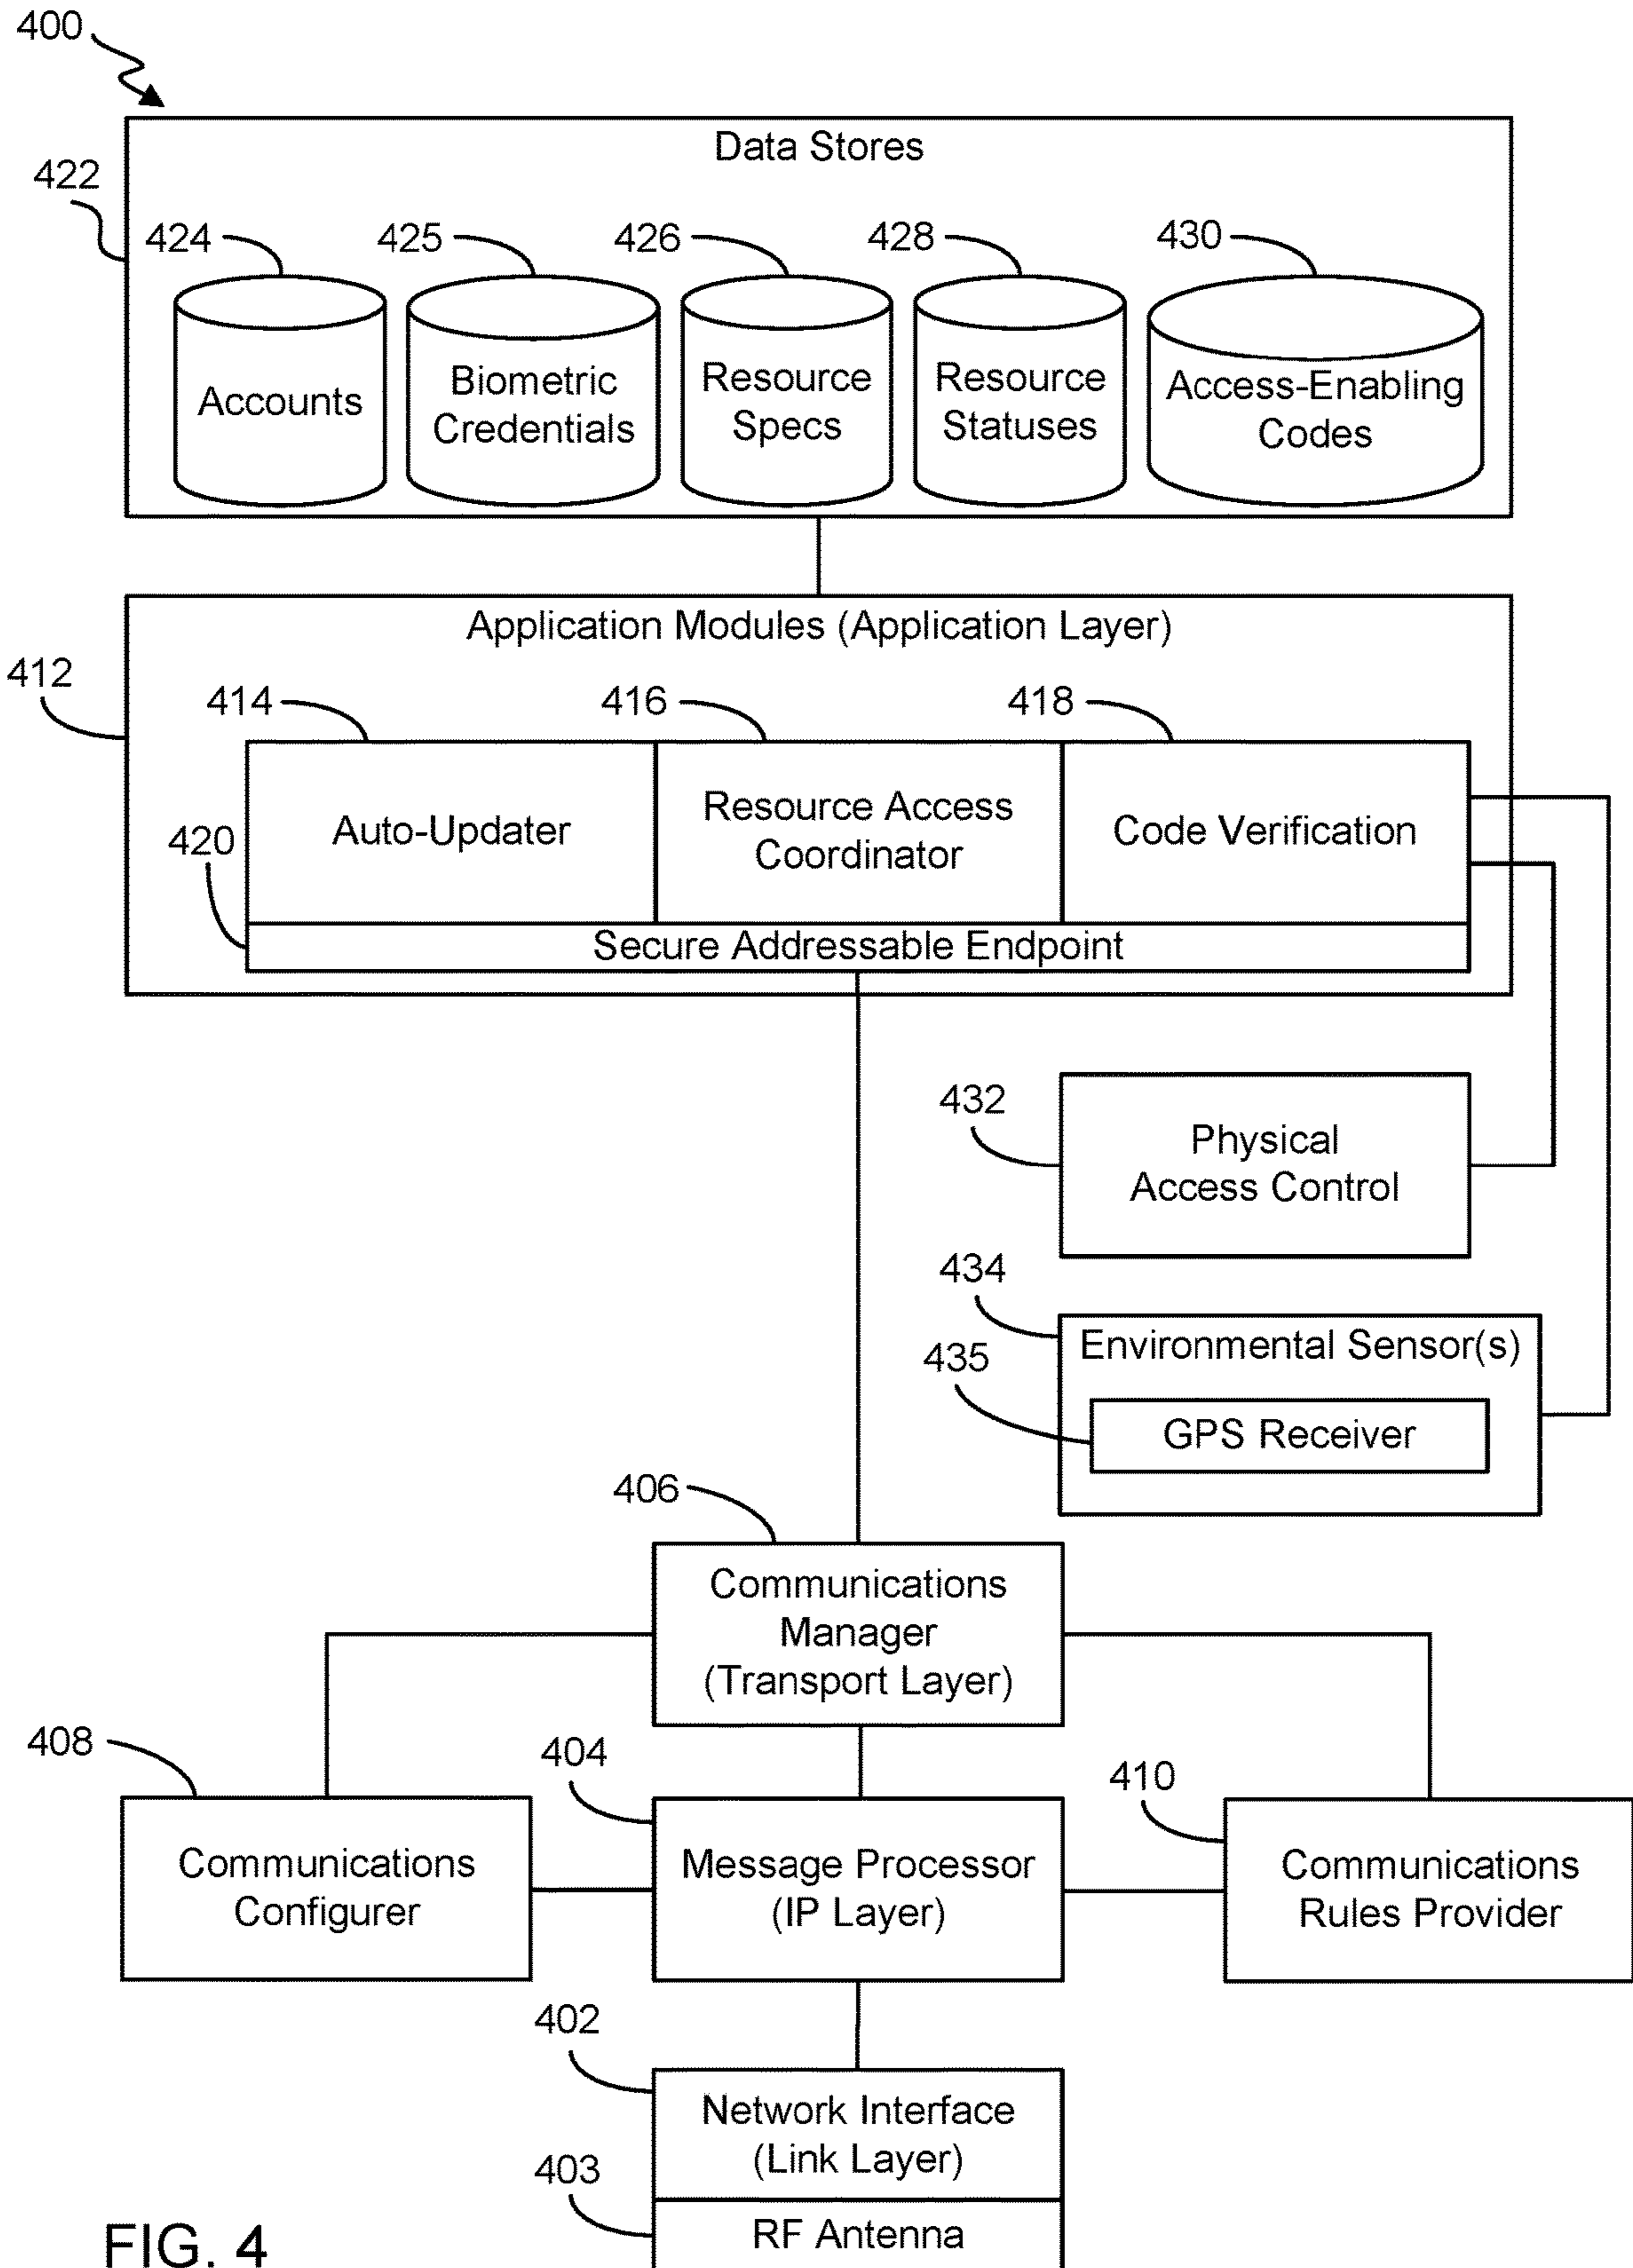 400
Data Stores
422
424
425
426
428
430
Accounts
Biometric
Credentials
Resource
Specs
Resource
Statuses
Access-Enabling
Codes
Application Modules (Application Layer)
412
414
416
418
Auto-Updater
Resource Access
Coordinator
Code Verification
420
Secure Addressable Endpoint
432
Physical
Access Control
434
Environmental Sensor(s)
435
GPS Receiver
406
Communications
Manager
(Transport Layer)
408
404
410
Communications
Configurer
Message Processor
(IP Layer)
Communications
Rules Provider
402
Network Interface
(Link Layer)
403
RF Antenna
FIG. 4